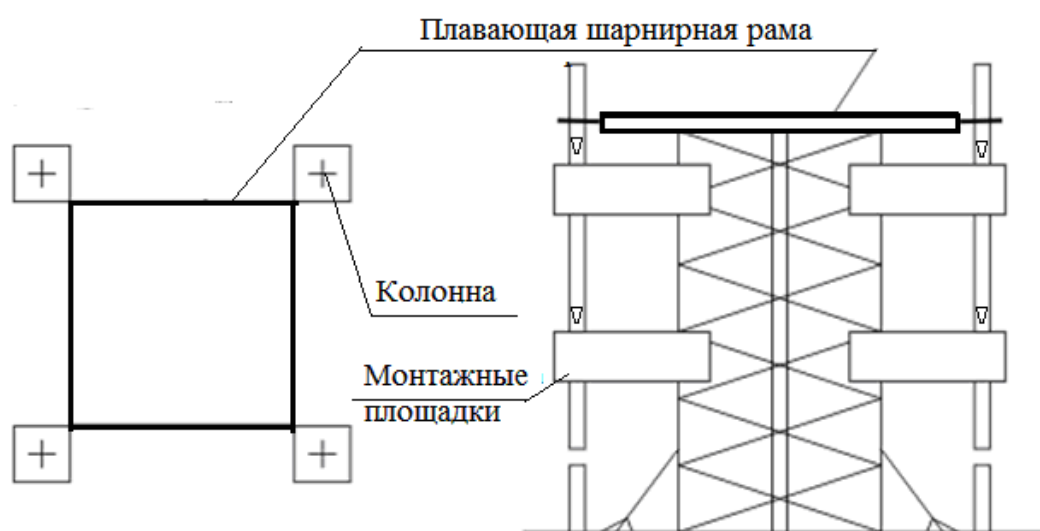 Плавающая шарнирная рама
Колонна
Монтажные
площадки